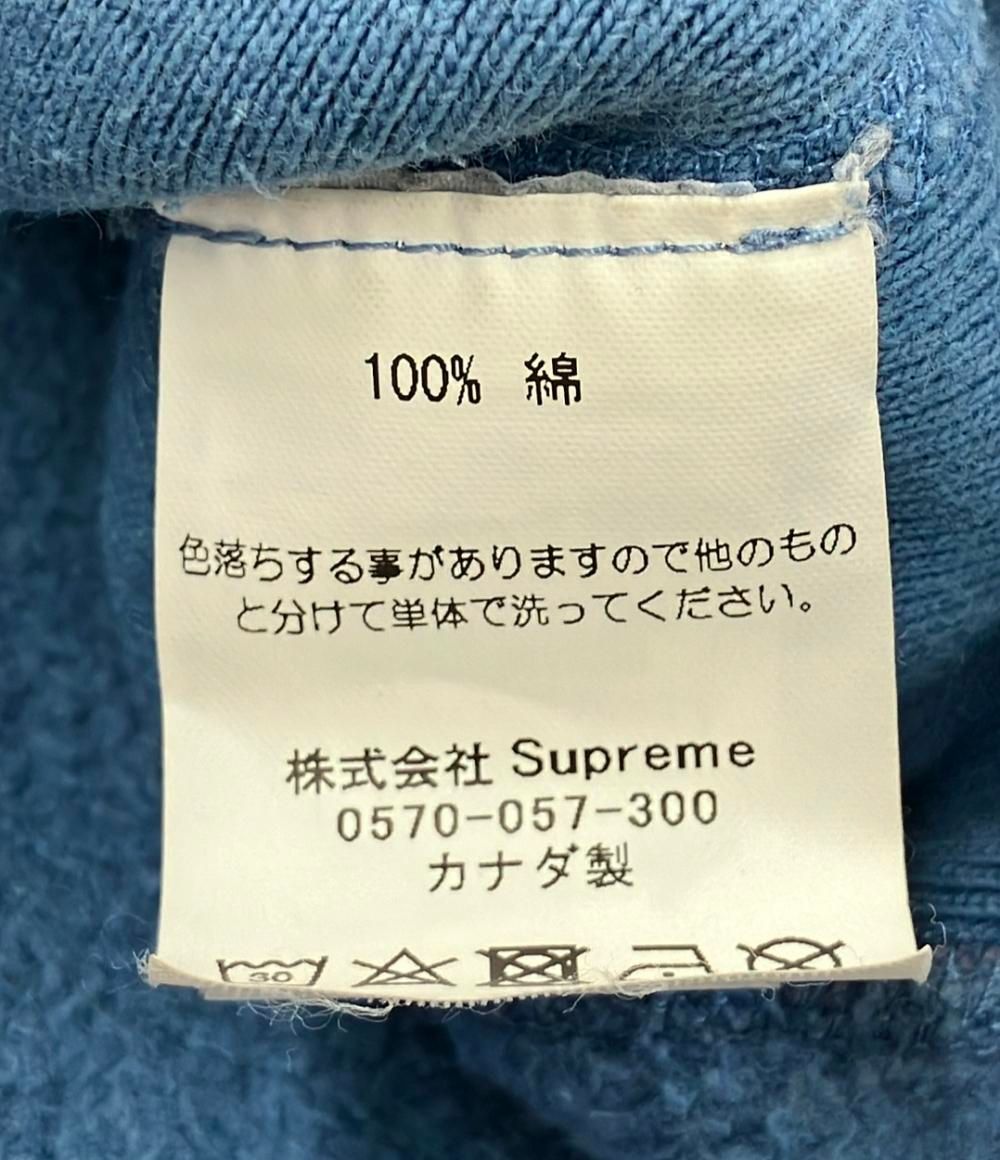 100% 綿
色落ちする事がありますので他のもの
と分けて単体で洗ってください。
株式会社 Supreme
0570-057-300
カナダ製
30